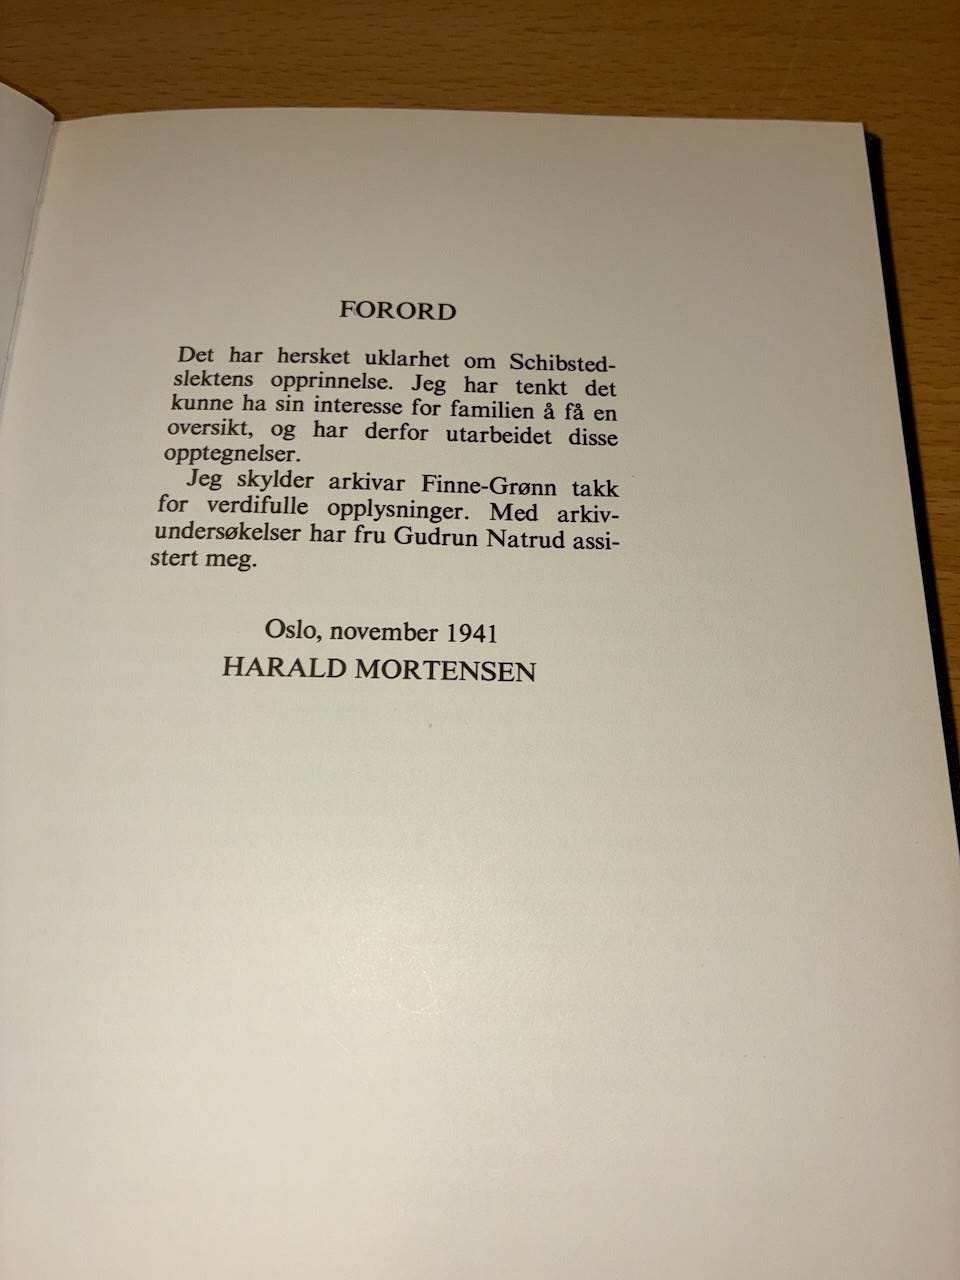 FORORD
Det har hersket uklarhet om Schibsted-
slektens opprinnelse. Jeg har tenkt det
kunne ha sin interesse for familien å få en
oversikt, og har derfor utarbeidet disse
opptegnelser.
Jeg skylder arkivar Finne-Grønn takk
for verdifulle opplysninger. Med arkiv-
undersøkelser har fru Gudrun Natrud assi-
stert meg.
Oslo, november 1941
HARALD MORTENSEN